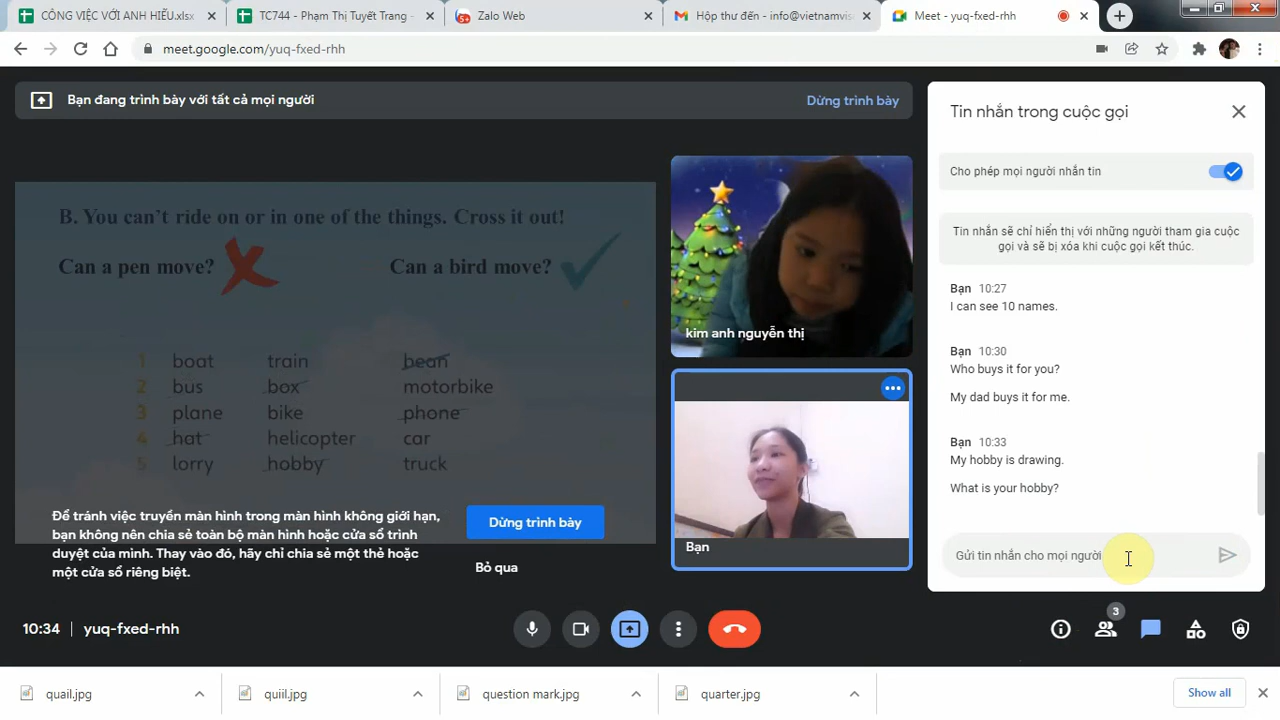 CÔNG VIỆC VỚI ANH HIẾU.xlsx
TC744 - Phạm Thị Tuyết Trang -
Zalo Web
Hộp thư đến - info@vietnamvis
Meet - yuq-fxed-rhh
meet.google.com/yuq-fxed-rhh
Bạn đang trình bày với tất cả mọi người
Dừng trình bày
B. You can't ride on or in one of the things. Cross it out!
Can a pen move?
Can a bird move?
1 boat train bean
2 bus box motorbike
3 plane bike phone
4 hat helicopter car
5 lorry hobby truck
Để tránh việc truyền màn hình trong màn hình không giới hạn,
bạn không nên chia sẻ toàn bộ màn hình hoặc cửa sổ trình
duyệt của mình. Thay vào đó, hãy chỉ chia sẻ một thẻ hoặc
một cửa sổ riêng biệt.
Dừng trình bày
Bỏ qua
kim anh nguyễn thị
Bạn
Tin nhắn trong cuộc gọi
Cho phép mọi người nhắn tin
Tin nhắn sẽ chỉ hiển thị với những người tham gia cuộc
gọi và sẽ bị xóa khi cuộc gọi kết thúc.
Bạn 10:27
I can see 10 names.
Bạn 10:30
Who buys it for you?
My dad buys it for me.
Bạn 10:33
My hobby is drawing.
What is your hobby?
Gửi tin nhắn cho mọi người
10:34 | yuq-fxed-rhh
3
quail.jpg
quiil.jpg
question mark.jpg
quarter.jpg
Show all